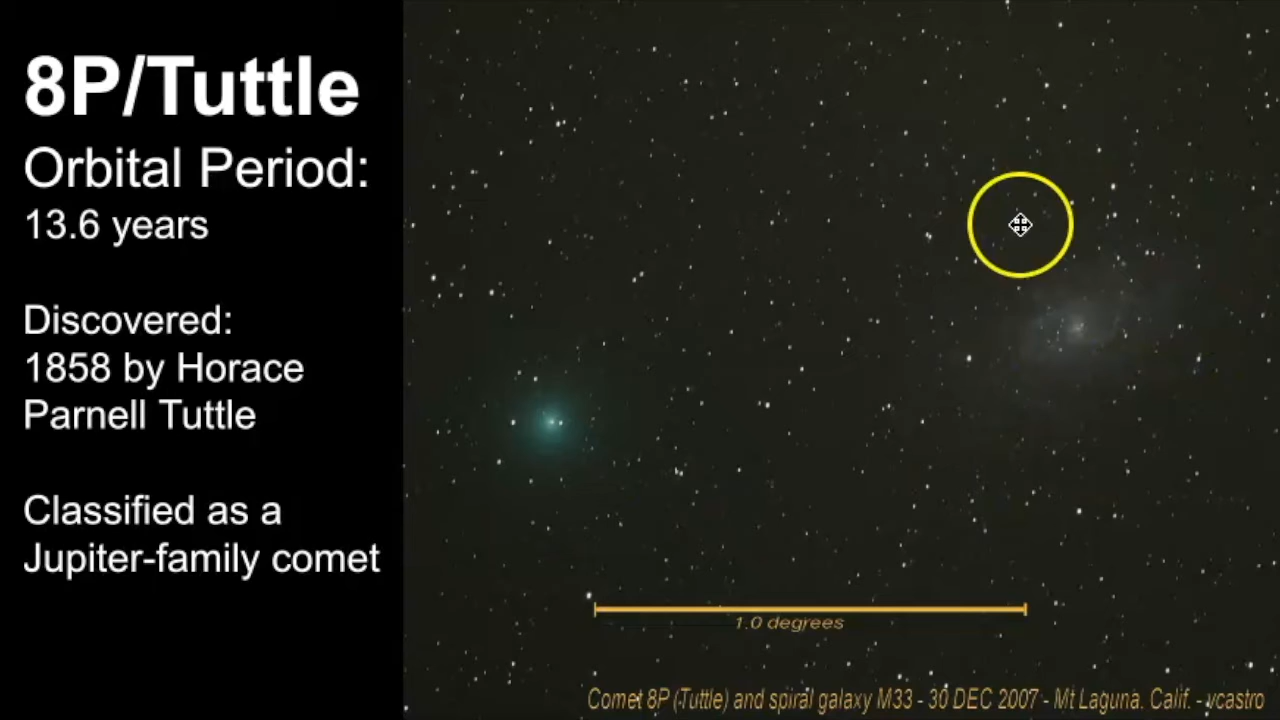 8P/Tuttle
Orbital Period:
13.6 years
Discovered:
1858 by Horace
Parnell Tuttle
Classified as a
Jupiter-family comet
1.0 degrees
Comet 8P (Tuttle) and spiral galaxy M33 - 30 DEC 2007 - Mt Laguna. Calif. - vcastro